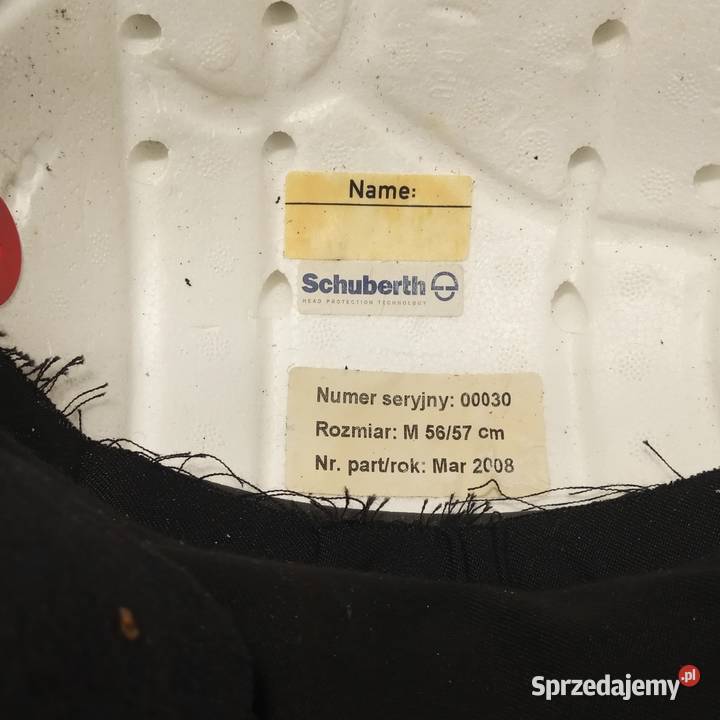 Name:
Schuberth
HEAD PROTECTION TECHNOLOGY
Numer seryjny: 00030
Rozmiar: M 56/57 cm
Nr. part/rok: Mar 2008
Sprzedajemy.pl